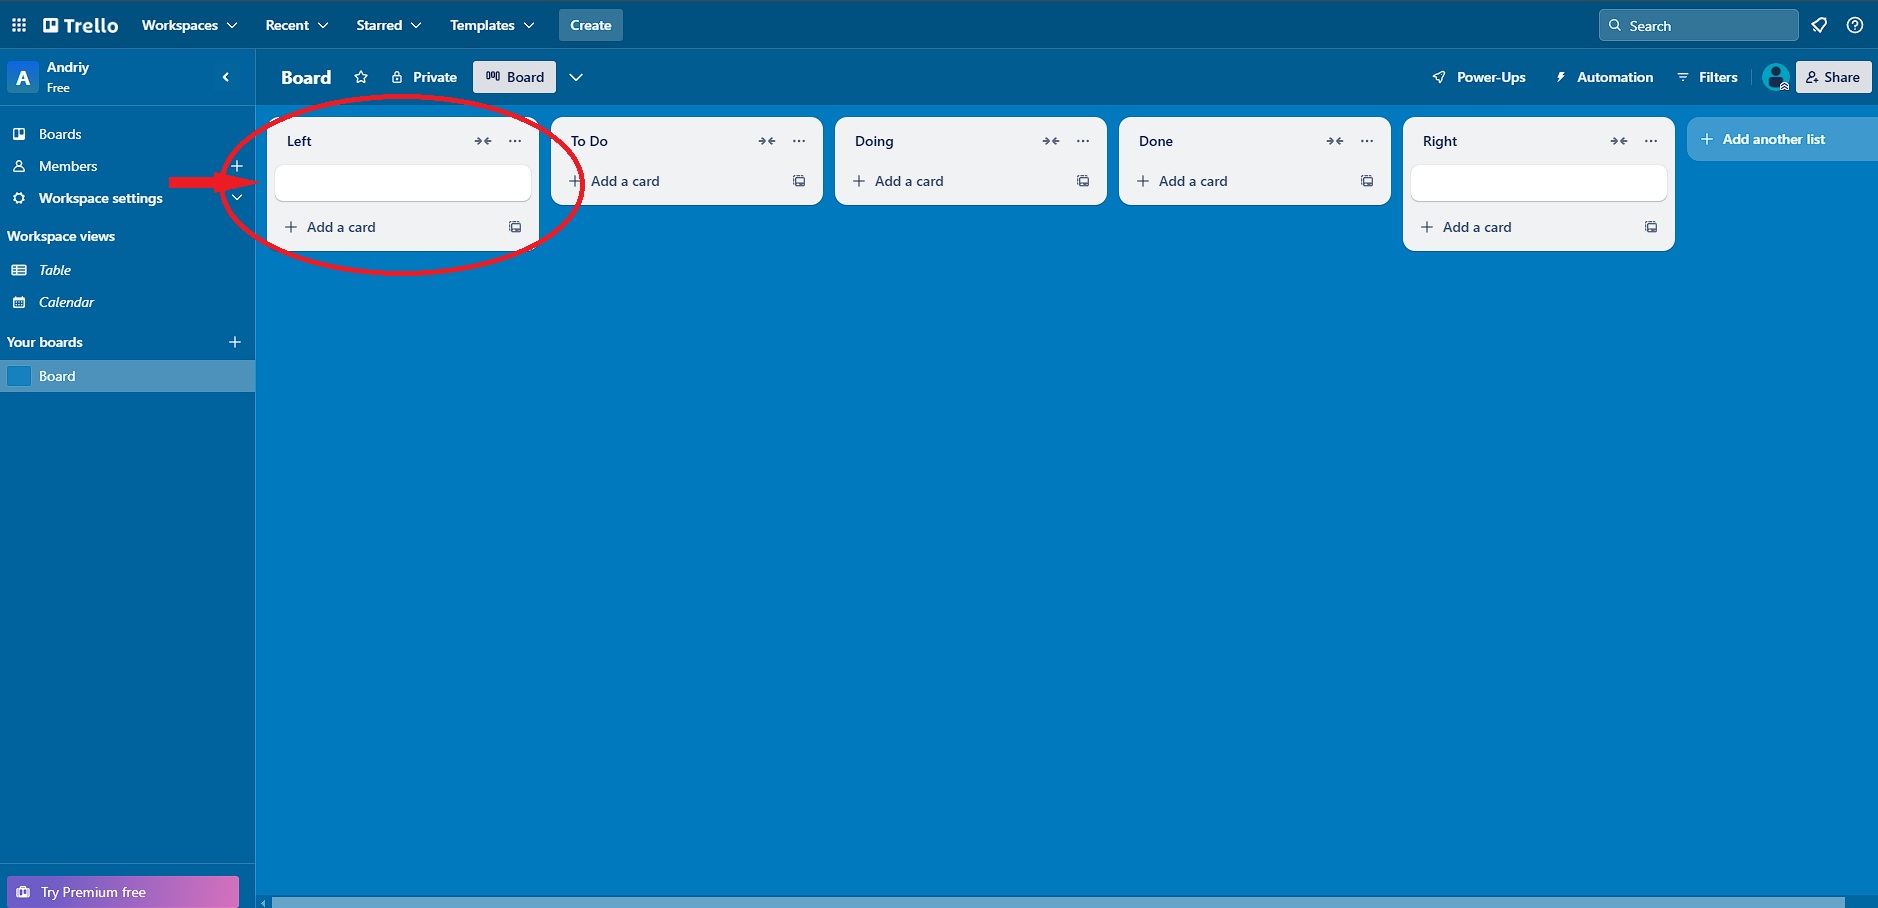 Trello Workspaces Recent Starred Templates Create Search
A Andriy
Free
Board Private Board Power-Ups Automation Filters Share
Boards
Members
Workspace settings
Workspace views
Table
Calendar
Your boards
Board
Try Premium free
Left
Add a card
To Do
Add a card
Doing
Add a card
Done
Add a card
Right
Add a card
Add another list